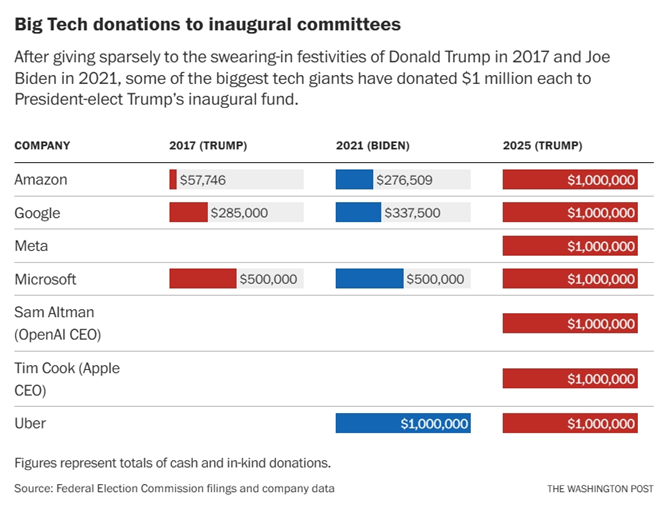 Big Tech donations to inaugural committees
After giving sparsely to the swearing-in festivities of Donald Trump in 2017 and Joe
Biden in 2021, some of the biggest tech giants have donated $1 million each to
President-elect Trump’s inaugural fund.
COMPANY 2017 (TRUMP) 2021 (BIDEN) 2025 (TRUMP)
Amazon $57,746 $276,509 $1,000,000
Google $285,000 $337,500 $1,000,000
Meta $1,000,000
Microsoft $500,000 $500,000 $1,000,000
Sam Altman
(OpenAI CEO) $1,000,000
Tim Cook (Apple
CEO) $1,000,000
Uber $1,000,000 $1,000,000
Figures represent totals of cash and in-kind donations.
Source: Federal Election Commission filings and company data THE WASHINGTON POST